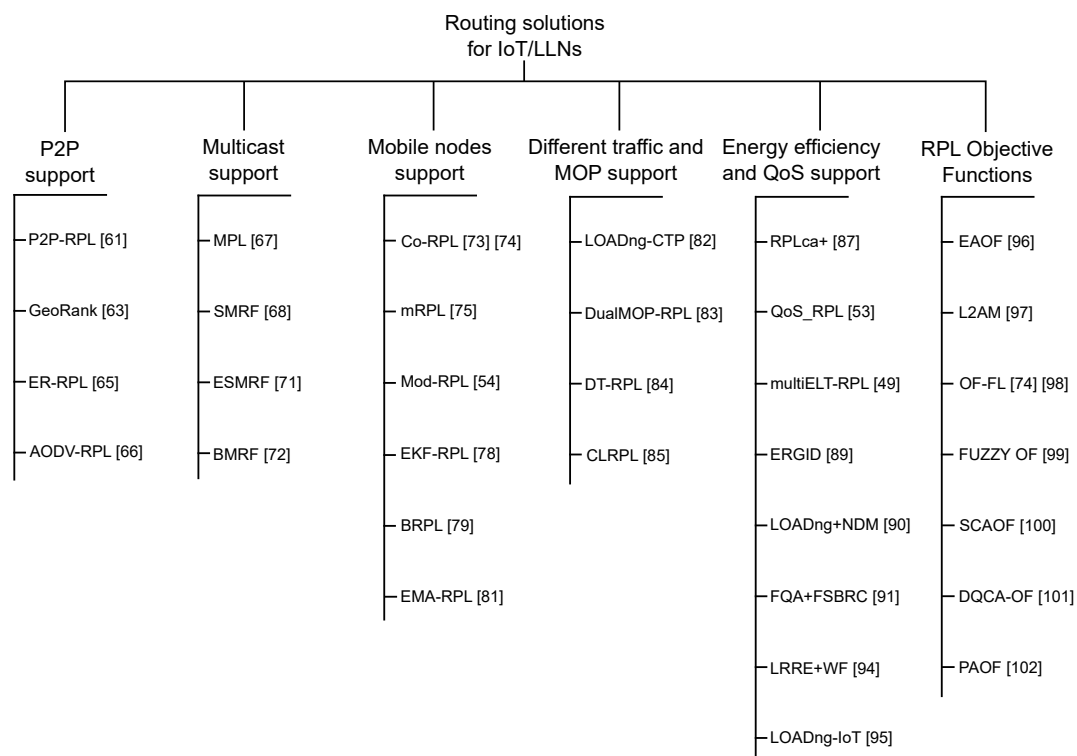 Routing solutions
for IoT/LLNs
P2P
support
P2P-RPL [61]
GeoRank [63]
ER-RPL [65]
AODV-RPL [66]
Multicast
support
MPL [67]
SMRF [68]
ESMRF [71]
BMRF [72]
Mobile nodes
support
Co-RPL [73] [74]
mRPL [75]
Mod-RPL [54]
EKF-RPL [78]
BRPL [79]
EMA-RPL [81]
Different traffic and
MOP support
LOADng-CTP [82]
DualMOP-RPL [83]
DT-RPL [84]
CLRPL [85]
Energy efficiency
and QoS support
RPLca+ [87]
QoS_RPL [53]
multiELT-RPL [49]
ERGID [89]
LOADng+NDM [90]
FQA+FSBRC [91]
LRRE+WF [94]
LOADng-IoT [95]
RPL Objective
Functions
EAOF [96]
L2AM [97]
OF-FL [74] [98]
FUZZY OF [99]
SCAOF [100]
DQCA-OF [101]
PAOF [102]